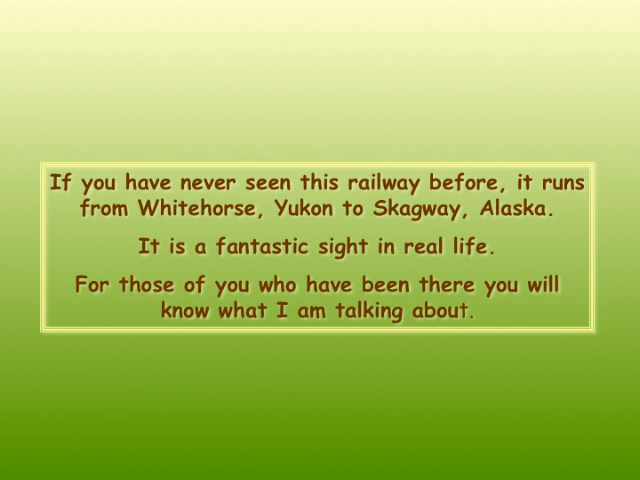 If you have never seen this railway before, it runs
from Whitehorse, Yukon to Skagway, Alaska.
It is a fantastic sight in real life.
For those of you who have been there you will
know what I am talking about.